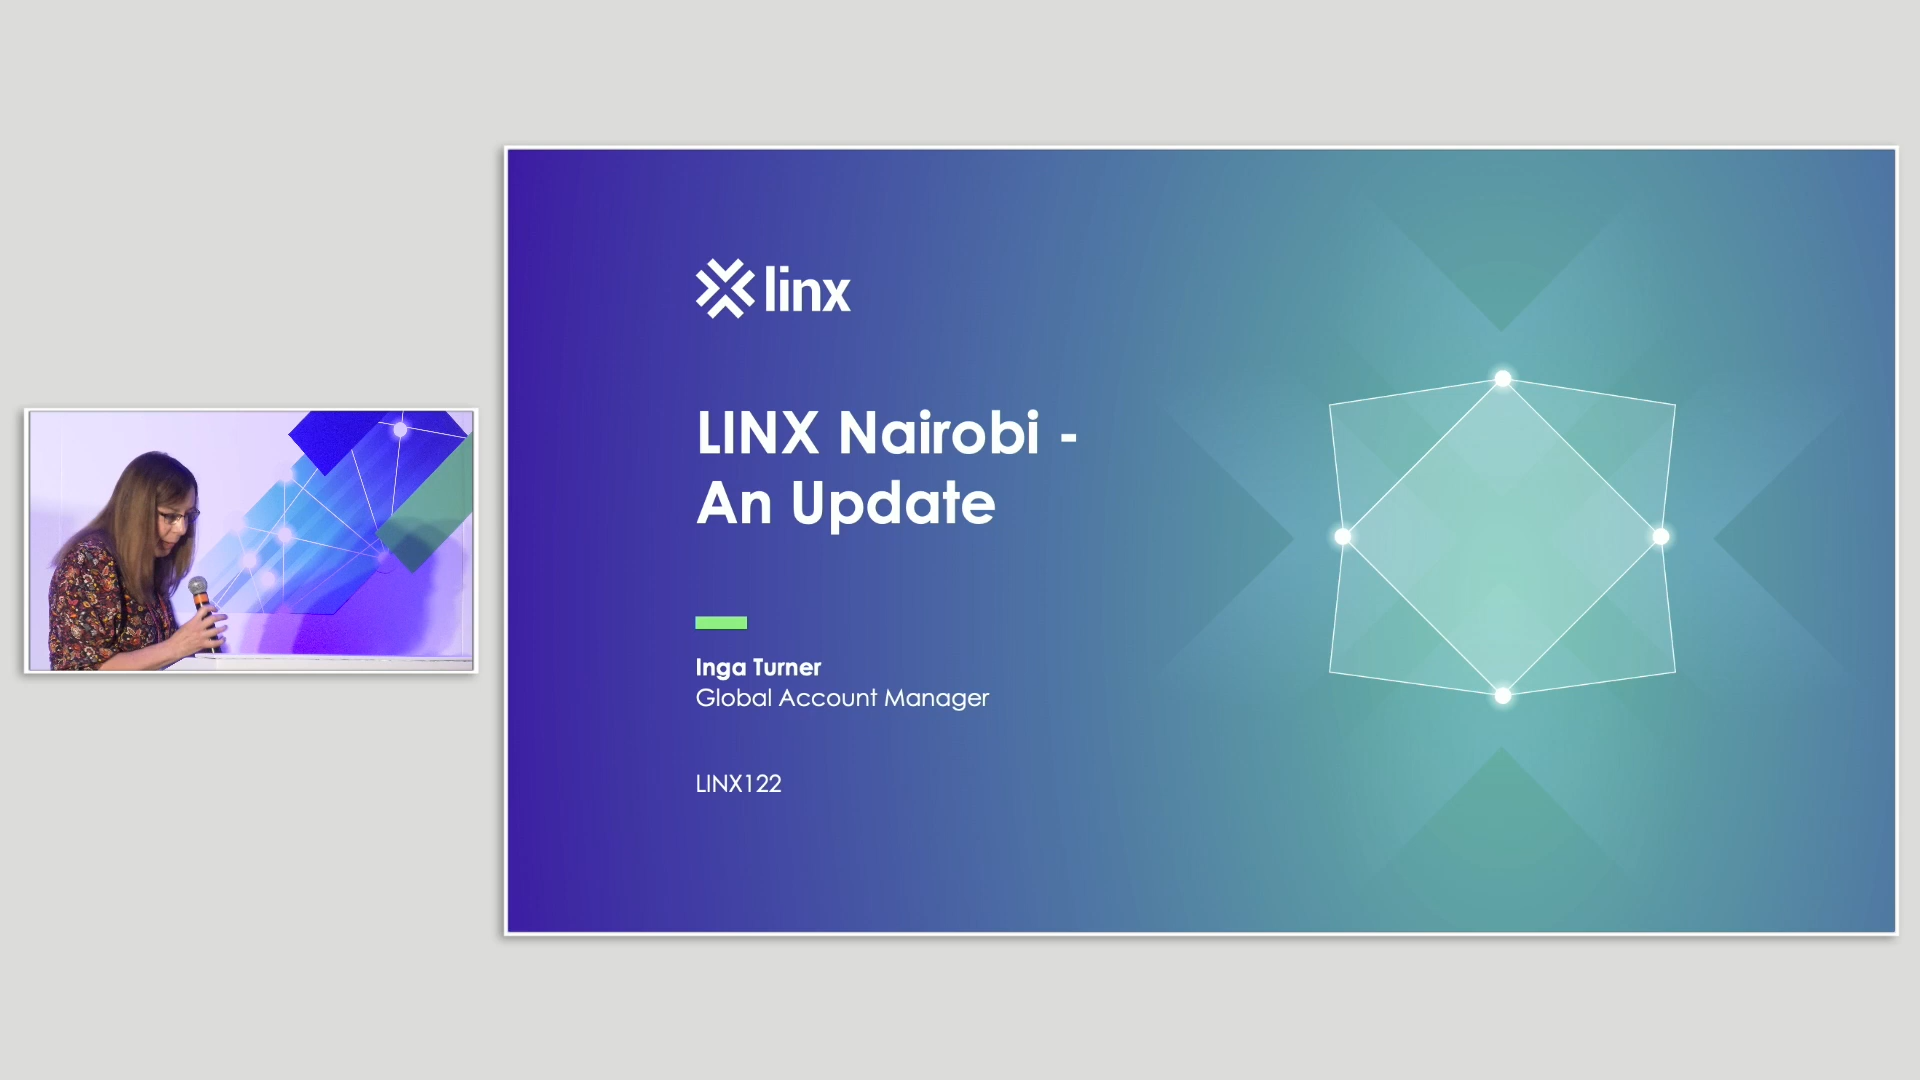 linx
LINX Nairobi -
An Update
Inga Turner
Global Account Manager
LINX122